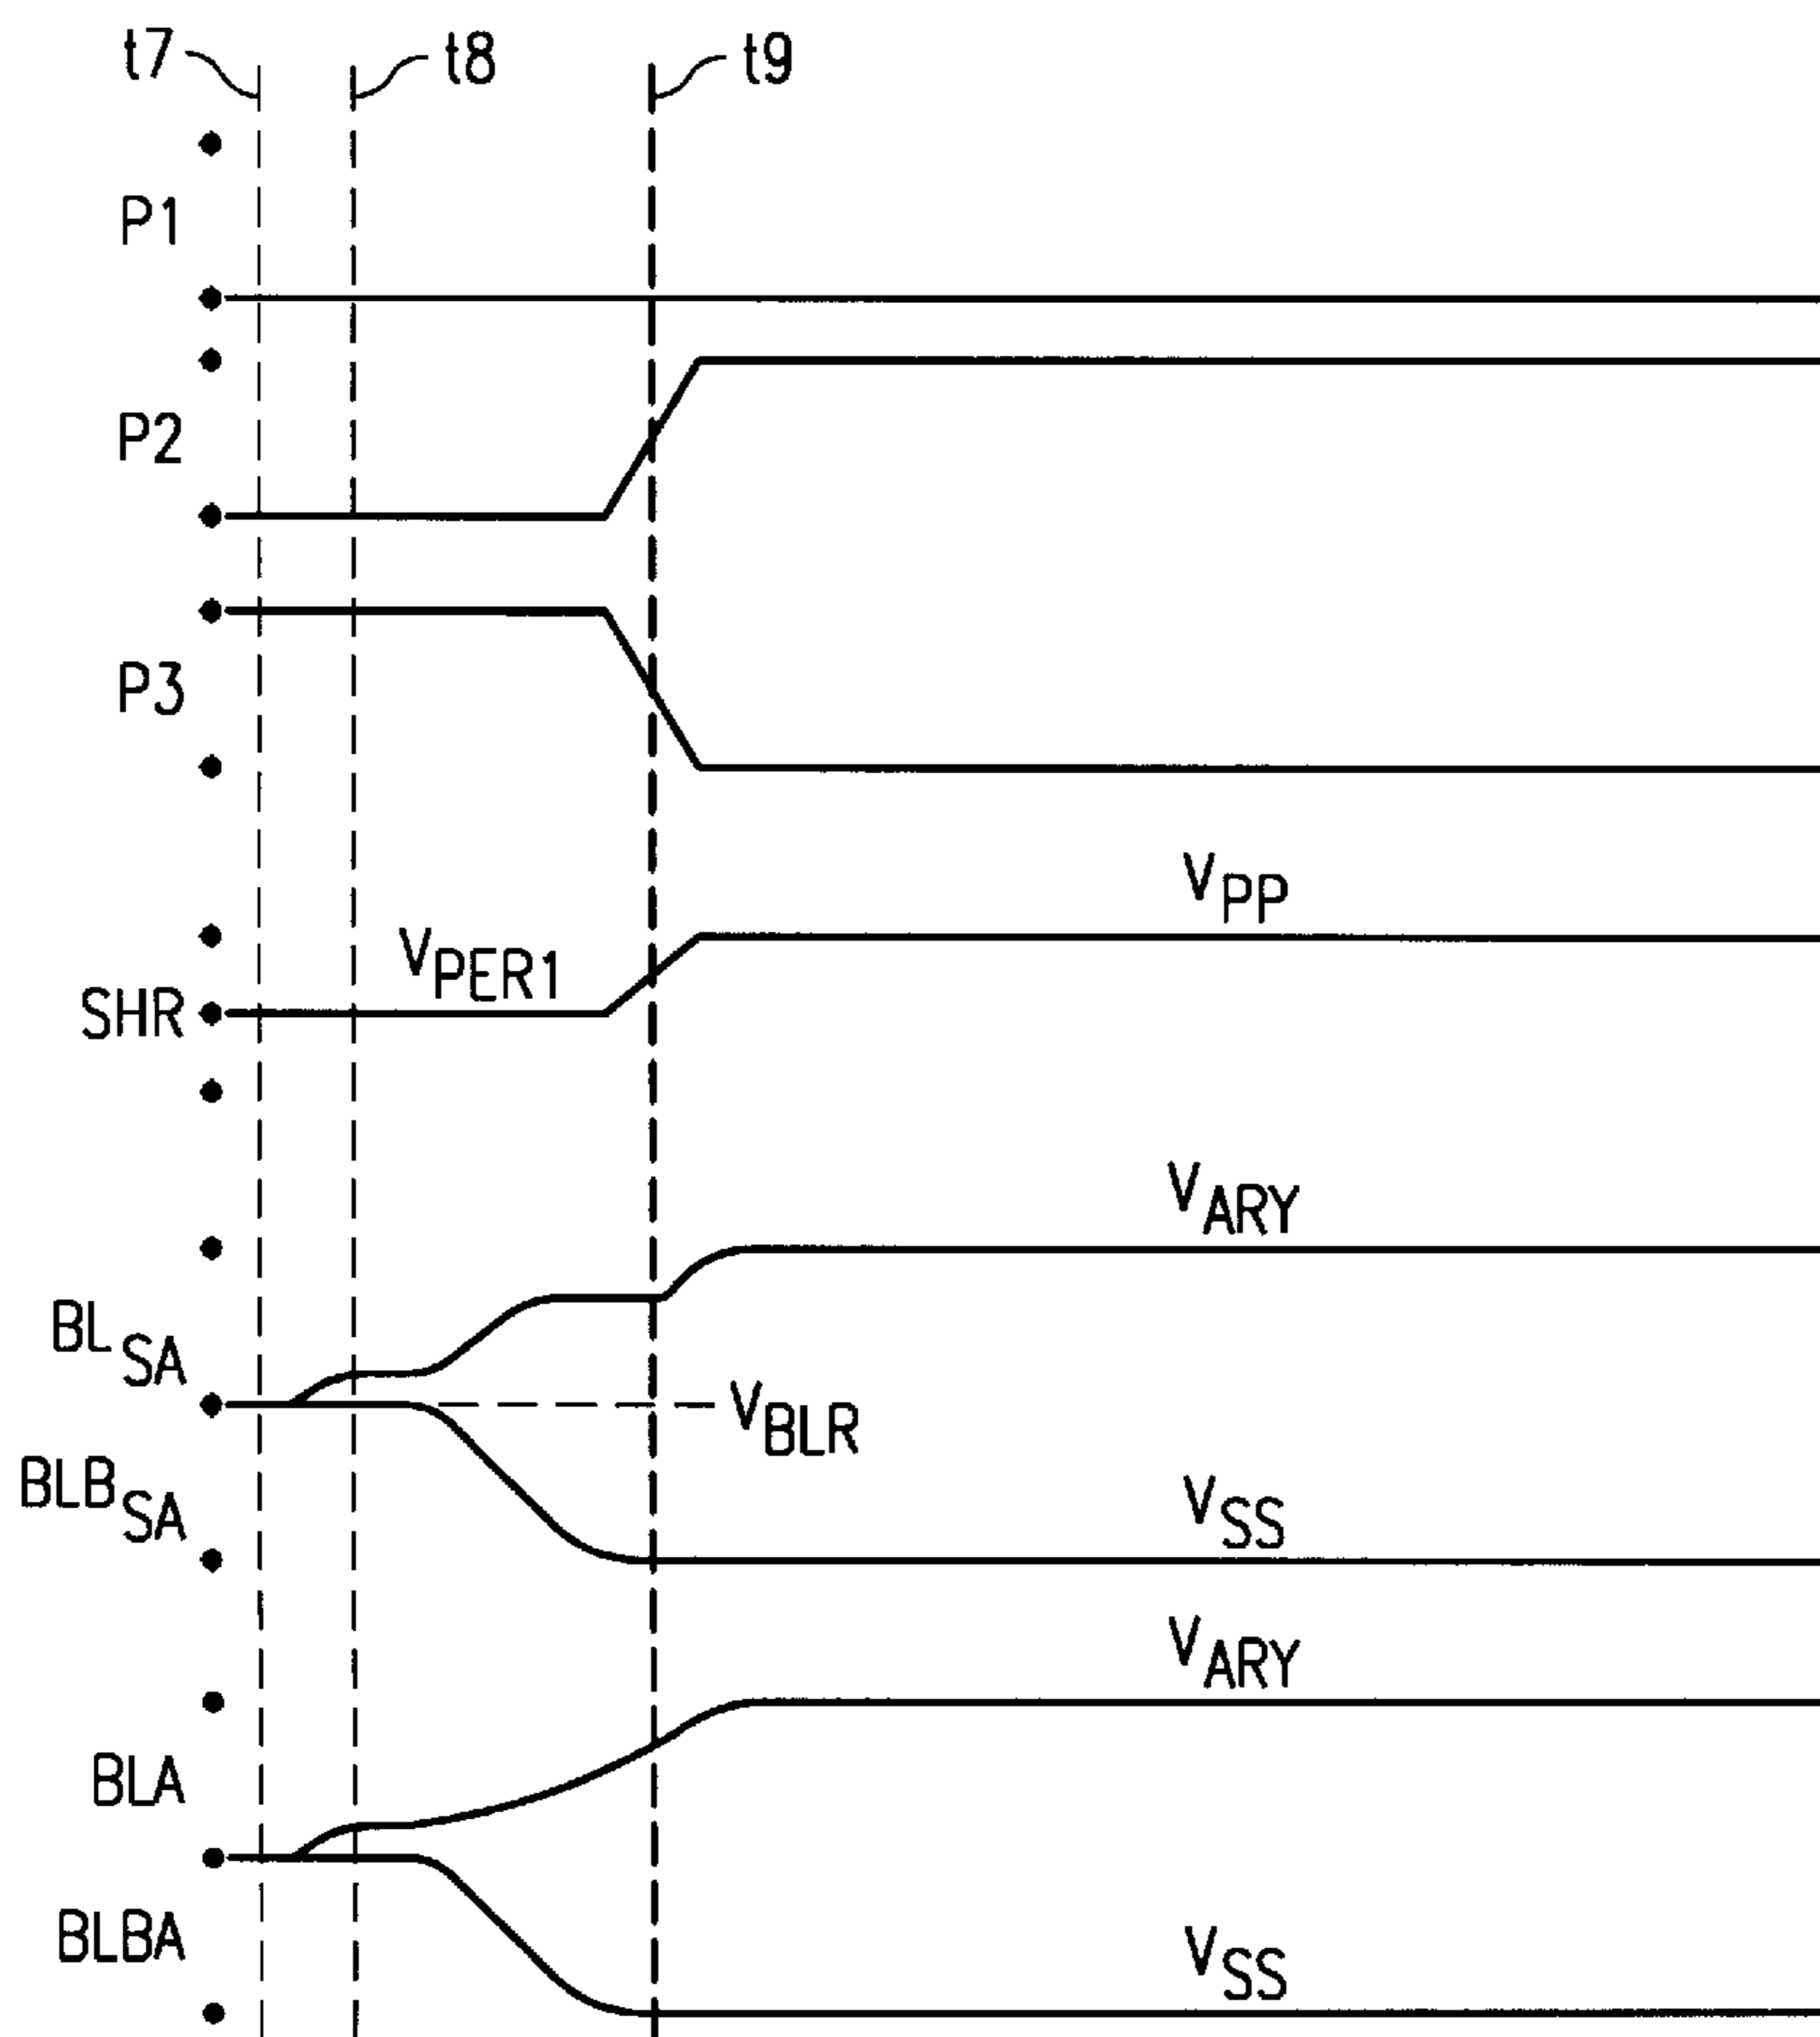 t7 t8 t9
P1
P2
P3
VPP
VPER1
SHR
VARY
BLSA
VBLR
BLBSA
VSS
VARY
BLA
BLBA
VSS